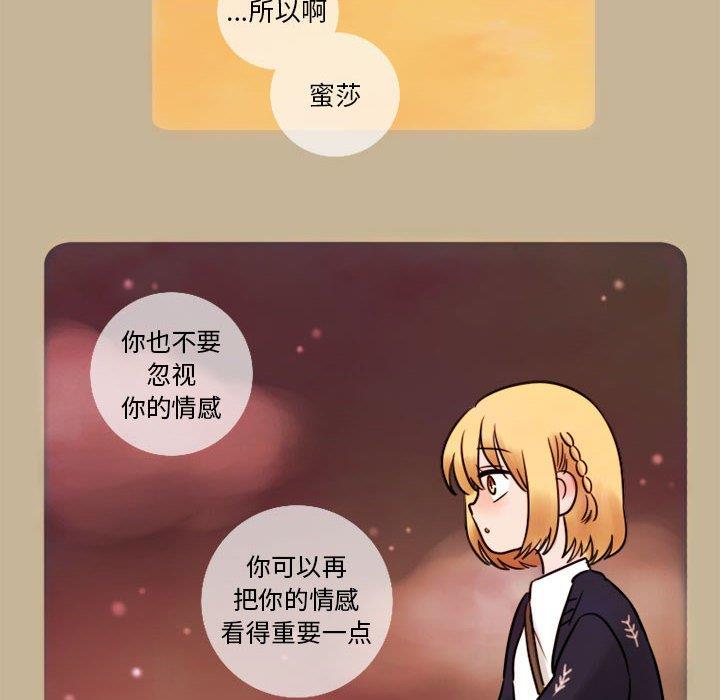 ...所以啊
蜜莎
你也不要
忽视
你的情感
你可以再
把你的情感
看得重要一点